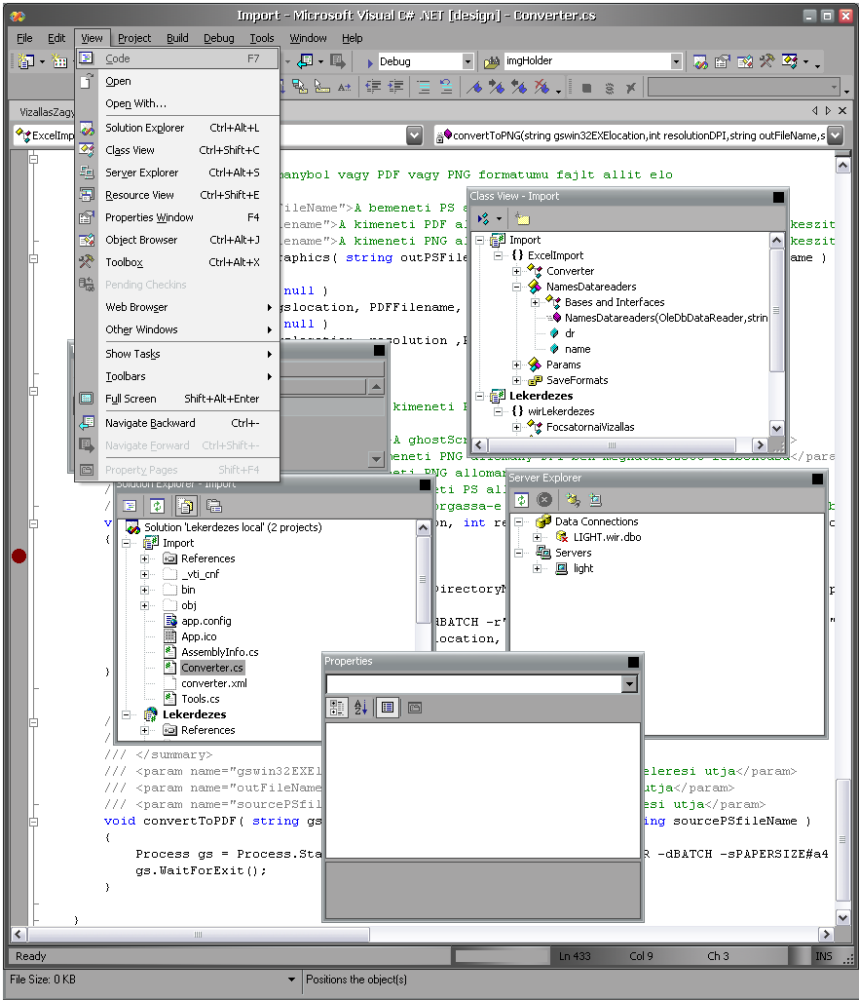 Import - Microsoft Visual C# .NET [design] - Converter.cs
File Edit View Project Build Debug Tools Window Help
Debug
imgHolder
VizallasZagy
ExcelImp
convertToPNG(string gswin32EXElocation,int resolutionDPI,string outFileName,s
Code F7
Open
Open With...
Solution Explorer Ctrl+Alt+L
Class View Ctrl+Shift+C
Server Explorer Ctrl+Alt+S
Resource View Ctrl+Shift+E
Properties Window F4
Object Browser Ctrl+Alt+J
Toolbox Ctrl+Alt+X
Pending Checkins
Web Browser
Other Windows
Show Tasks
Toolbars
Full Screen Shift+Alt+Enter
Navigate Backward Ctrl+-
Navigate Forward Ctrl+Shift+-
Property Pages Shift+F4
manybol vagy PDF vagy PNG formatumu fajlt allit elo
ileName">A bemeneti PS a
lename">A kimeneti PDF al
keszit
lename">A kimeneti PNG al
keszit
raphics( string outPSFile
ame )
null )
gslocation, PDFFilename,
null )
resolution ,
kimeneti
A ghostScr
meneti PNG
</para
eti PNG alloman
neti PS al
orgassa-e
on, int re
{
DirectoryN
dBATCH -r"
location,
}
Class View - Import
Import
{} ExcelImport
Converter
NamesDatareaders
Bases and Interfaces
NamesDatareaders(OleDbDataReader,strin
dr
name
Params
SaveFormats
Lekerdezes
{} wirLekerdezes
FocsatornaiVizallas
Solution Explorer - Import
Solution 'Lekerdezes local' (2 projects)
Import
References
_vti_cnf
bin
obj
app.config
App.ico
AssemblyInfo.cs
Converter.cs
converter.xml
Tools.cs
Lekerdezes
References
Server Explorer
Data Connections
LIGHT.wir.dbo
Servers
light
Properties
/// </summary>
/// <param name="gswin32EXEl
eleresi utja</param>
/// <param name="outFileName
utja</param>
/// <param name="sourcePSfil
esi utja</param>
void convertToPDF( string gs
ng sourcePSfileName )
{
Process gs = Process.Sta
R -dBATCH -sPAPERSIZE#a4
gs.WaitForExit();
}
}
Ready Ln 433 Col 9 Ch 3 INS
File Size: 0 KB Positions the object(s)